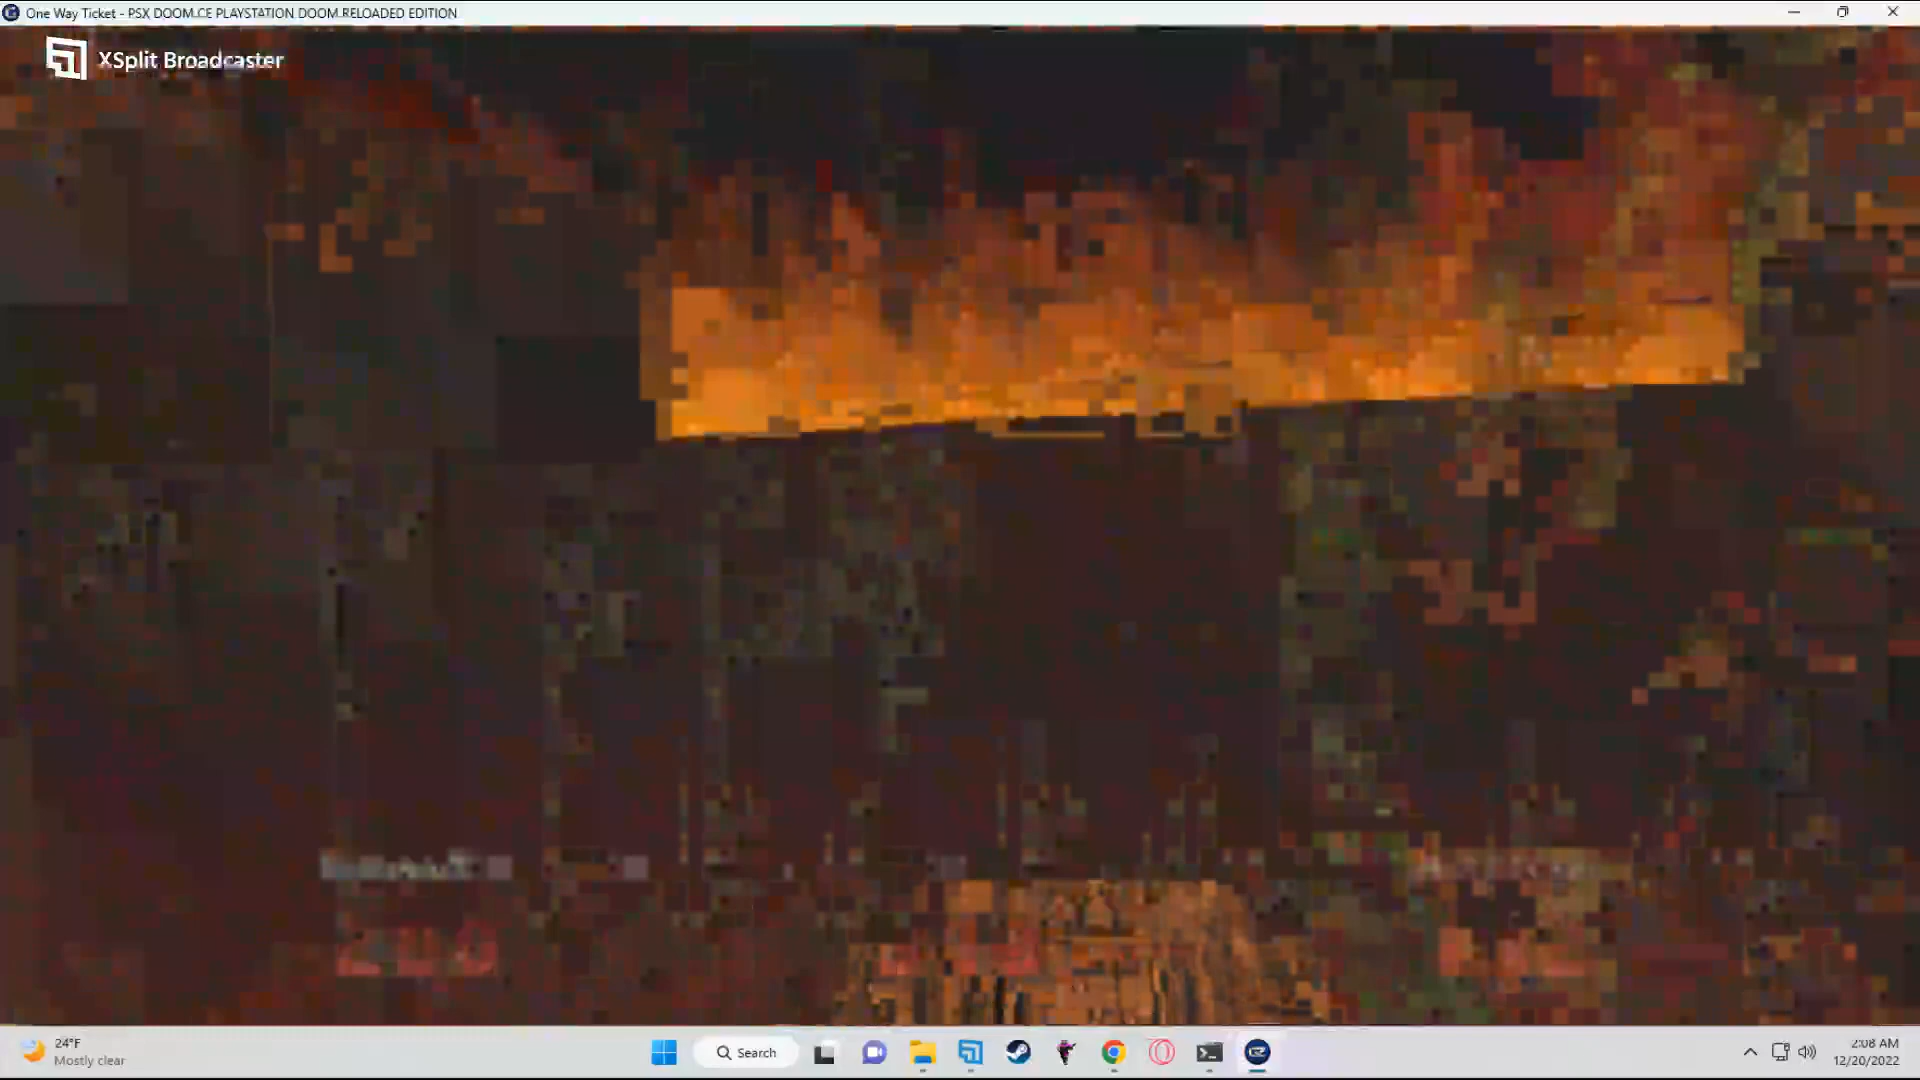 One Way Ticket - PSX DOOM.CE PLAYSTATION DOOM RELOADED EDITION
XSplit Broadcaster
24°F
Mostly clear
Search
2:08 AM
12/20/2022